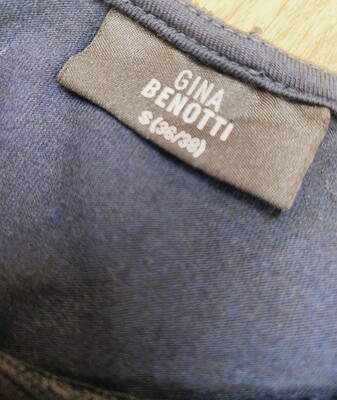 GINA
BENOTTI
S (36/38)